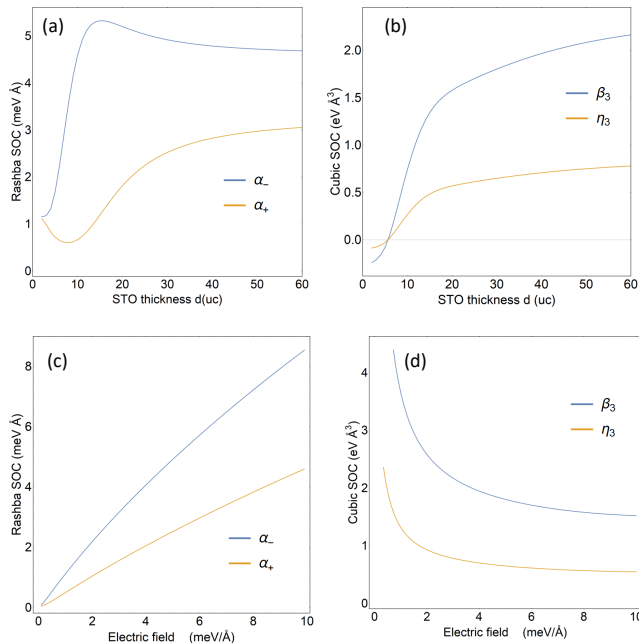 (a)
Rashba SOC (meV Å)
5
4
3
2
1
0
α₋
α₊
0 10 20 30 40 50 60
STO thickness d(uc)
(b)
Cubic SOC (eV Å³)
2.0
1.5
1.0
0.5
0.0
β₃
η₃
0 10 20 30 40 50 60
STO thickness d (uc)
(c)
Rashba SOC (meV Å)
8
6
4
2
0
α₋
α₊
0 2 4 6 8 10
Electric field (meV/Å)
(d)
Cubic SOC (eV Å³)
4
3
2
1
0
β₃
η₃
0 2 4 6 8 10
Electric field (meV/Å)